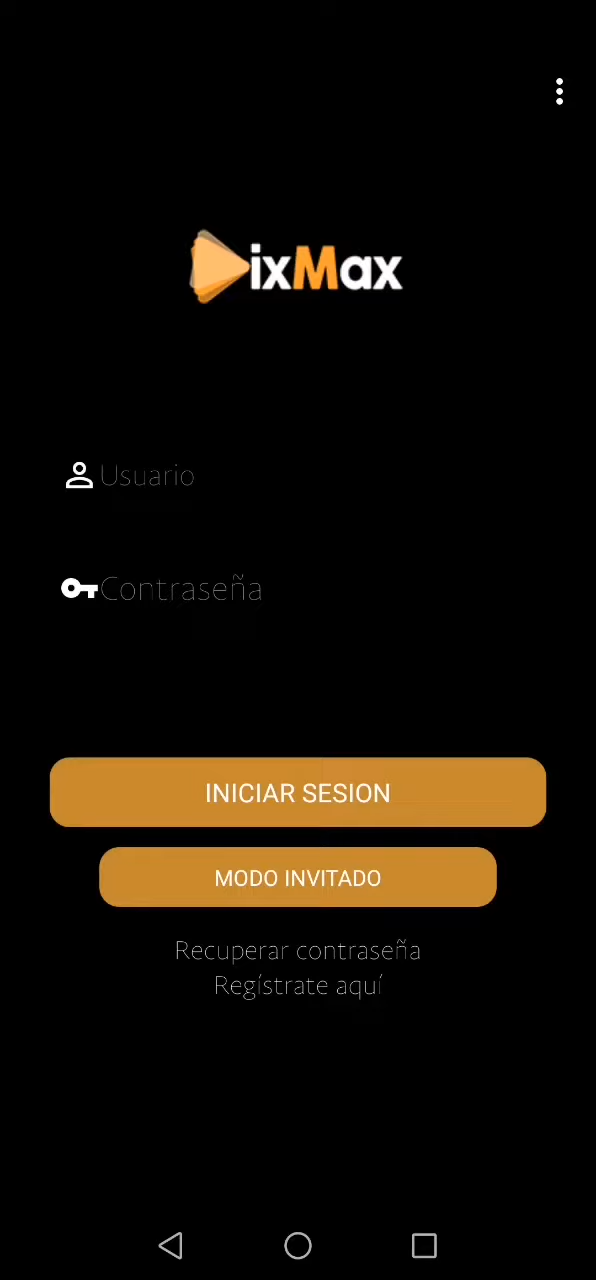 DixMax
Usuario
Contraseña
INICIAR SESION
MODO INVITADO
Recuperar contraseña
Regístrate aquí